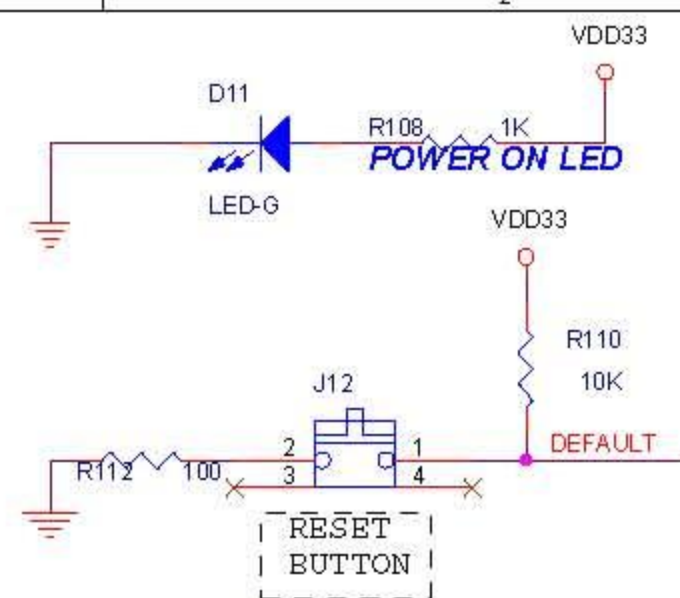 VDD33
D11
R108 1K
POWER ON LED
LED-G
VDD33
R110
10K
J12
DEFAULT
2 1
R112 100 3 4
RESET
BUTTON